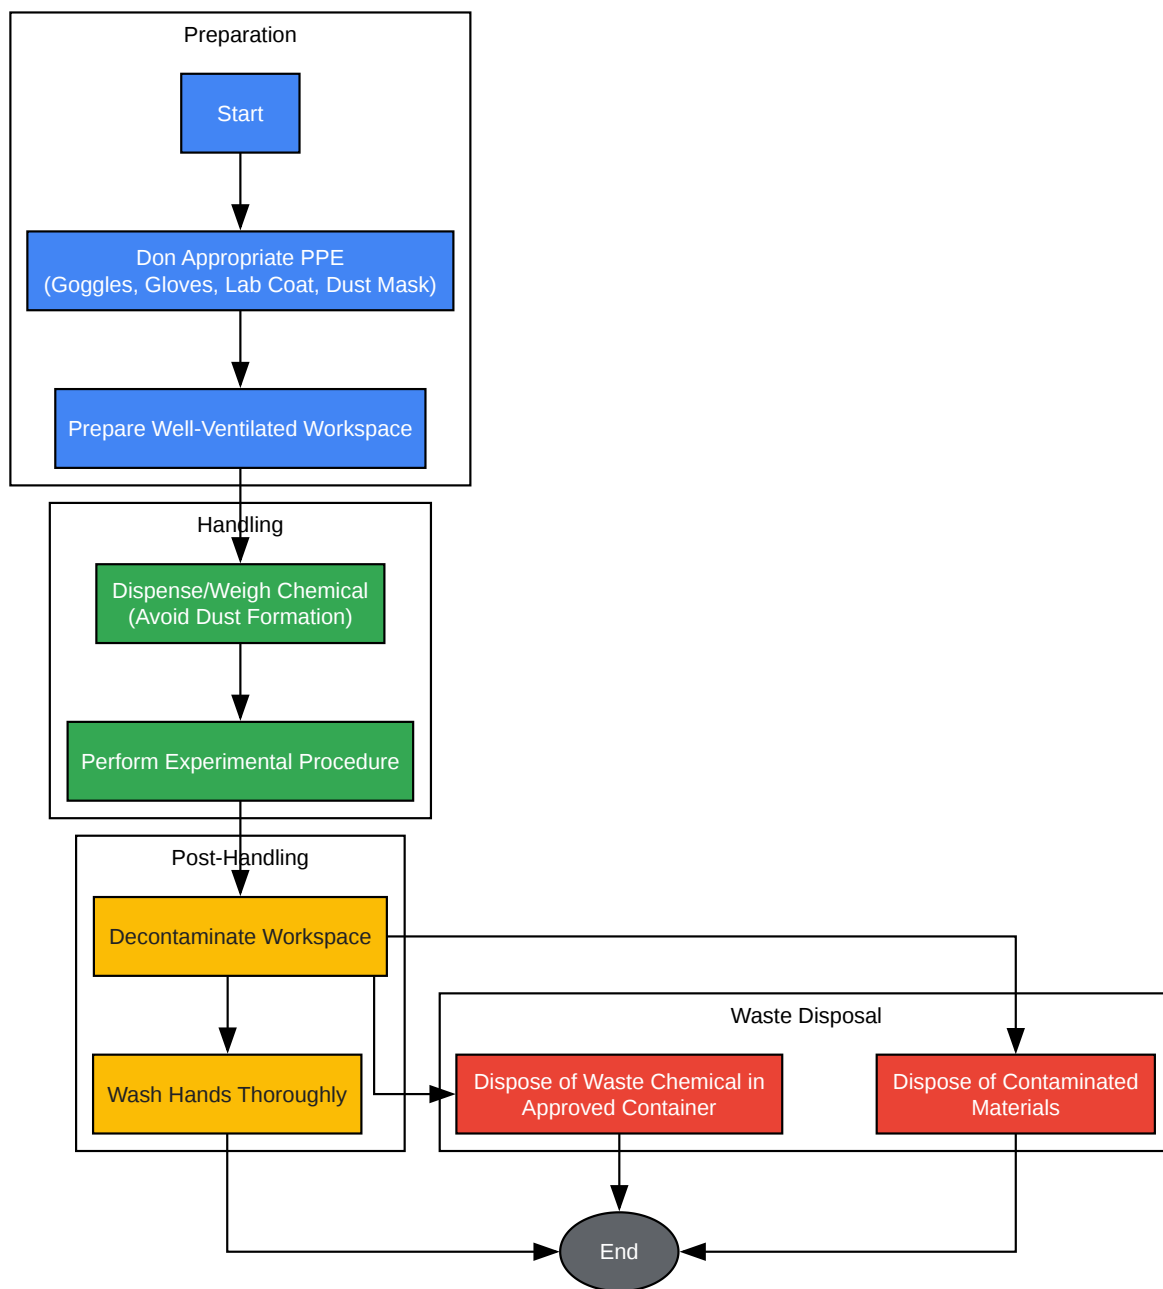 Preparation
Start
Don Appropriate PPE
(Goggles, Gloves, Lab Coat, Dust Mask)
Prepare Well-Ventilated Workspace
Handling
Dispense/Weigh Chemical
(Avoid Dust Formation)
Perform Experimental Procedure
Post-Handling
Decontaminate Workspace
Wash Hands Thoroughly
Waste Disposal
Dispose of Waste Chemical in
Approved Container
Dispose of Contaminated
Materials
End